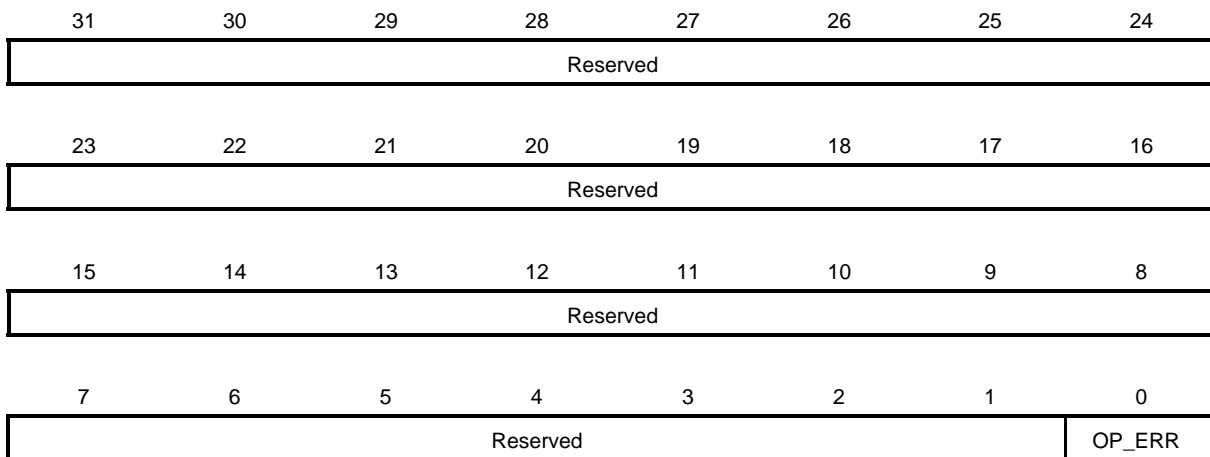 31 30 29 28 27 26 25 24
Reserved
23 22 21 20 19 18 17 16
Reserved
15 14 13 12 11 10 9 8
Reserved
7 6 5 4 3 2 1 0
Reserved OP_ERR